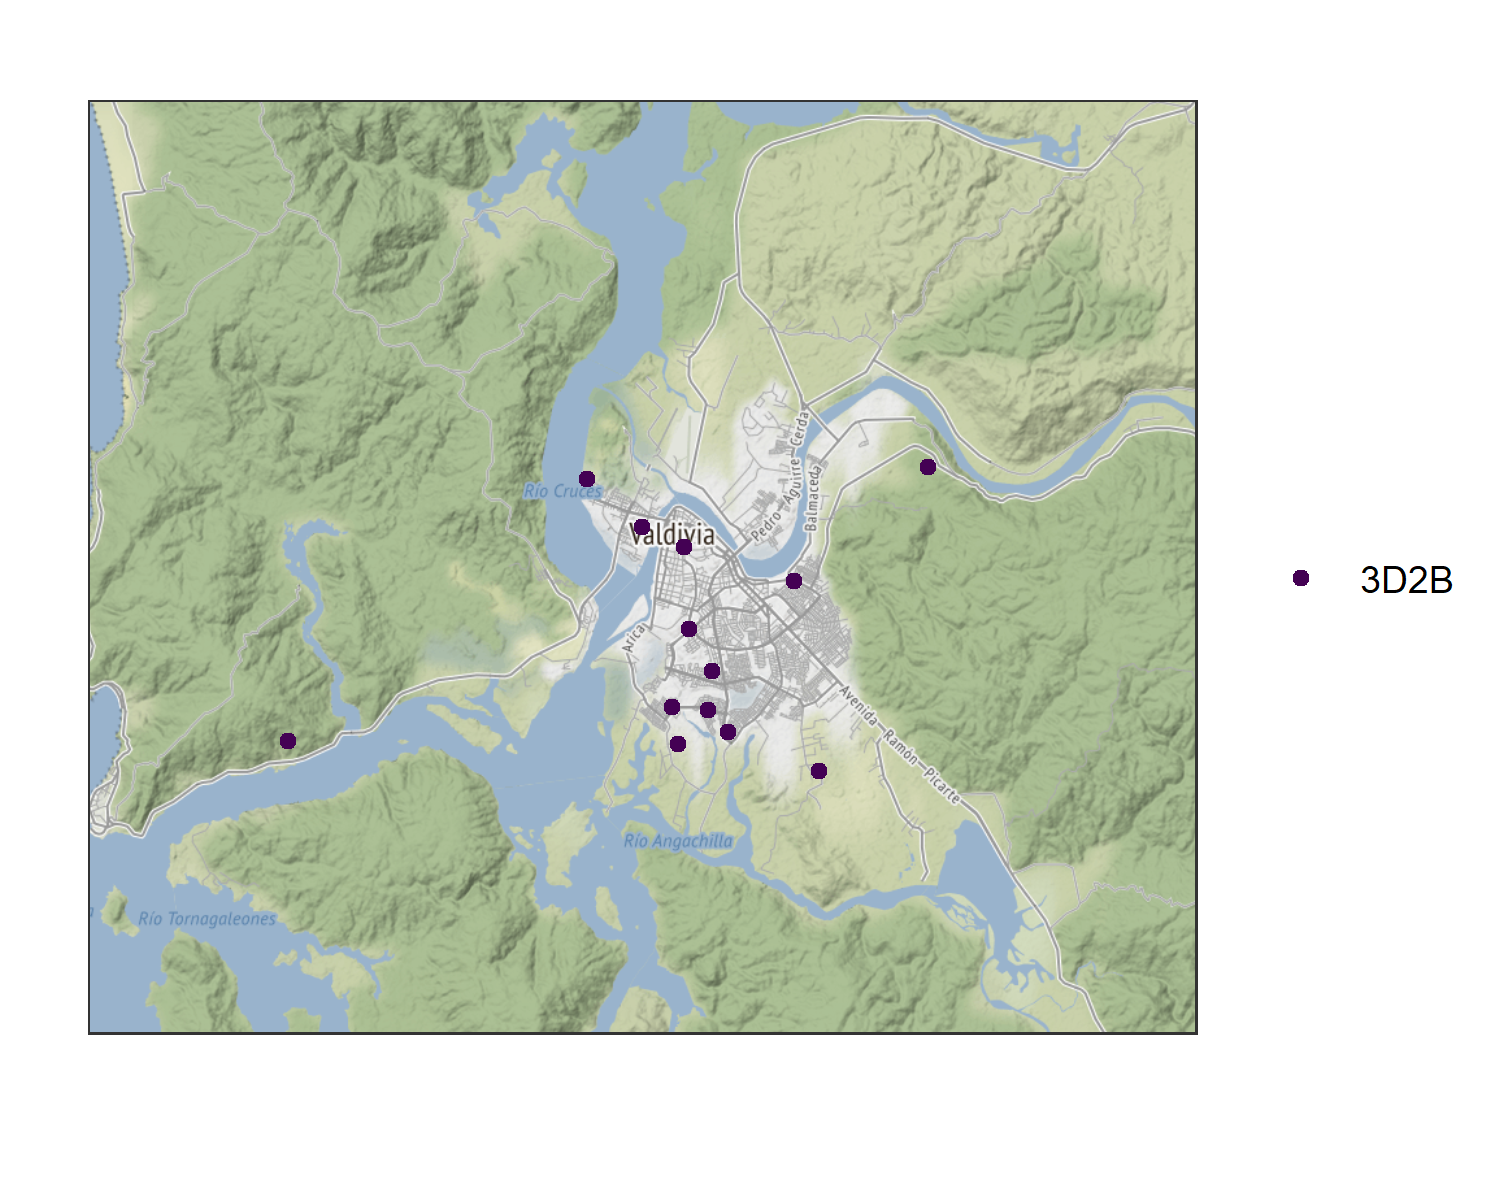 Río Cruces
Valdivia
Pedro Aguirre Cerda
Balmaceda
Arica
Avenida Ramón Picarte
Río Angachilla
Río Tornagaleones
3D2B